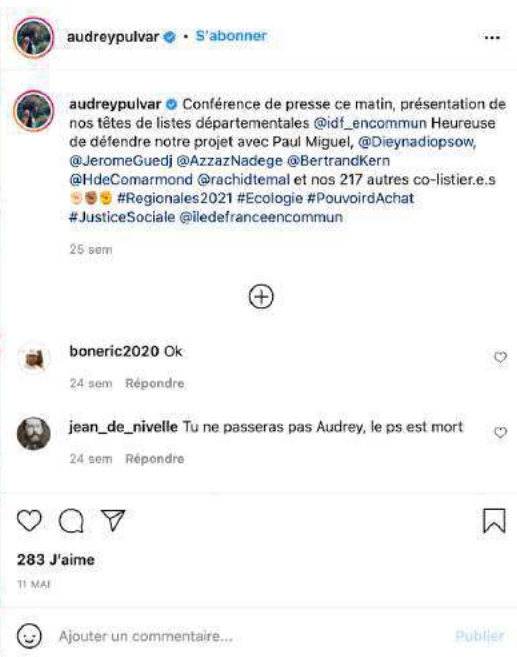 audreypulvar • S'abonner
audreypulvar Conférence de presse ce matin, présentation de
nos têtes de listes départementales @idf_encommun Heureuse
de défendre notre projet avec Paul Miguel, @Dieynadiopsow,
@JeromeGuedj @AzzazNadege @BertrandKern
@HdeComarmond @rachidtemal et nos 217 autres co-listier.e.s
✊🏻✊🏾✊ #Regionales2021 #Ecologie #PouvoirdAchat
#JusticeSociale @iledefranceencommun
25 sem
boneric2020 Ok
24 sem Répondre
jean_de_nivelle Tu ne passeras pas Audrey, le ps est mort
24 sem Répondre
283 J'aime
11 MAI
Ajouter un commentaire...
Publier